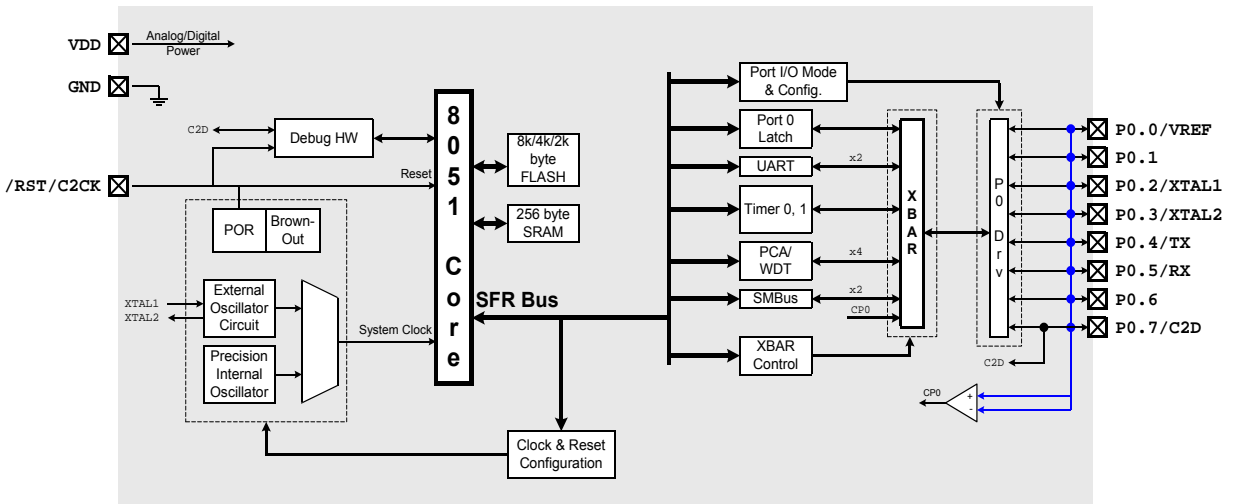 VDD
Analog/Digital
Power
GND
C2D
Debug HW
/RST/C2CK
Reset
POR
Brown-
Out
XTAL1
XTAL2
External
Oscillator
Circuit
Precision
Internal
Oscillator
System Clock
8
0
5
1
C
o
r
e
8k/4k/2k
byte
FLASH
256 byte
SRAM
SFR Bus
Clock & Reset
Configuration
Port I/O Mode
& Config.
Port 0
Latch
UART
x2
Timer 0, 1
PCA/
WDT
x4
SMBus
x2
CP0
XBAR
Control
X
B
A
R
P
0
D
r
v
C2D
CP0
+
-
P0.0/VREF
P0.1
P0.2/XTAL1
P0.3/XTAL2
P0.4/TX
P0.5/RX
P0.6
P0.7/C2D